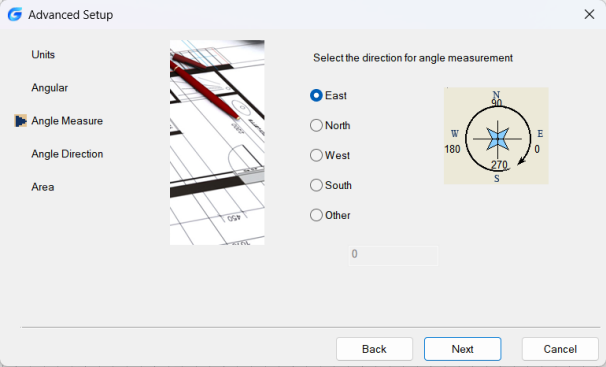 Advanced Setup
Units
Angular
Angle Measure
Angle Direction
Area
Select the direction for angle measurement
East
North
West
South
Other
0
N
90
W
E
180
0
270
S
450
Back
Next
Cancel